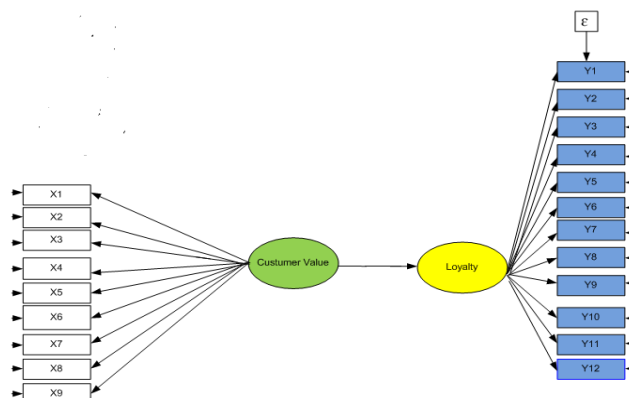 ε
Y1
Y2
Y3
Y4
Y5
Y6
Y7
Y8
Y9
Y10
Y11
Y12
X1
X2
X3
X4
X5
X6
X7
X8
X9
Custumer Value
Loyalty